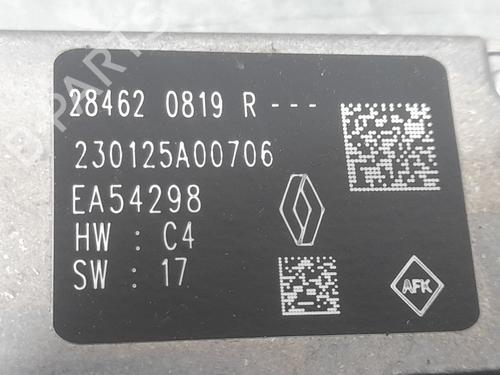 28462 0819 R ---
230125A00706
EA54298
HW : C4
SW : 17
AFK